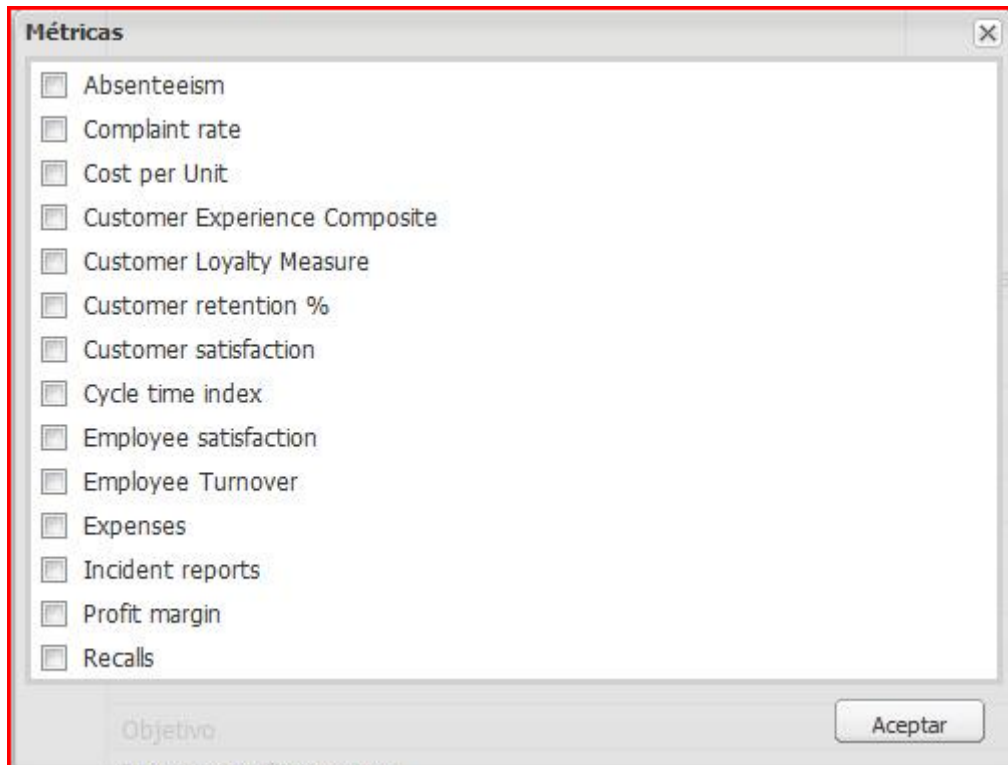 Métricas
Absenteeism
Complaint rate
Cost per Unit
Customer Experience Composite
Customer Loyalty Measure
Customer retention %
Customer satisfaction
Cycle time index
Employee satisfaction
Employee Turnover
Expenses
Incident reports
Profit margin
Recalls
Objetivo
Aceptar